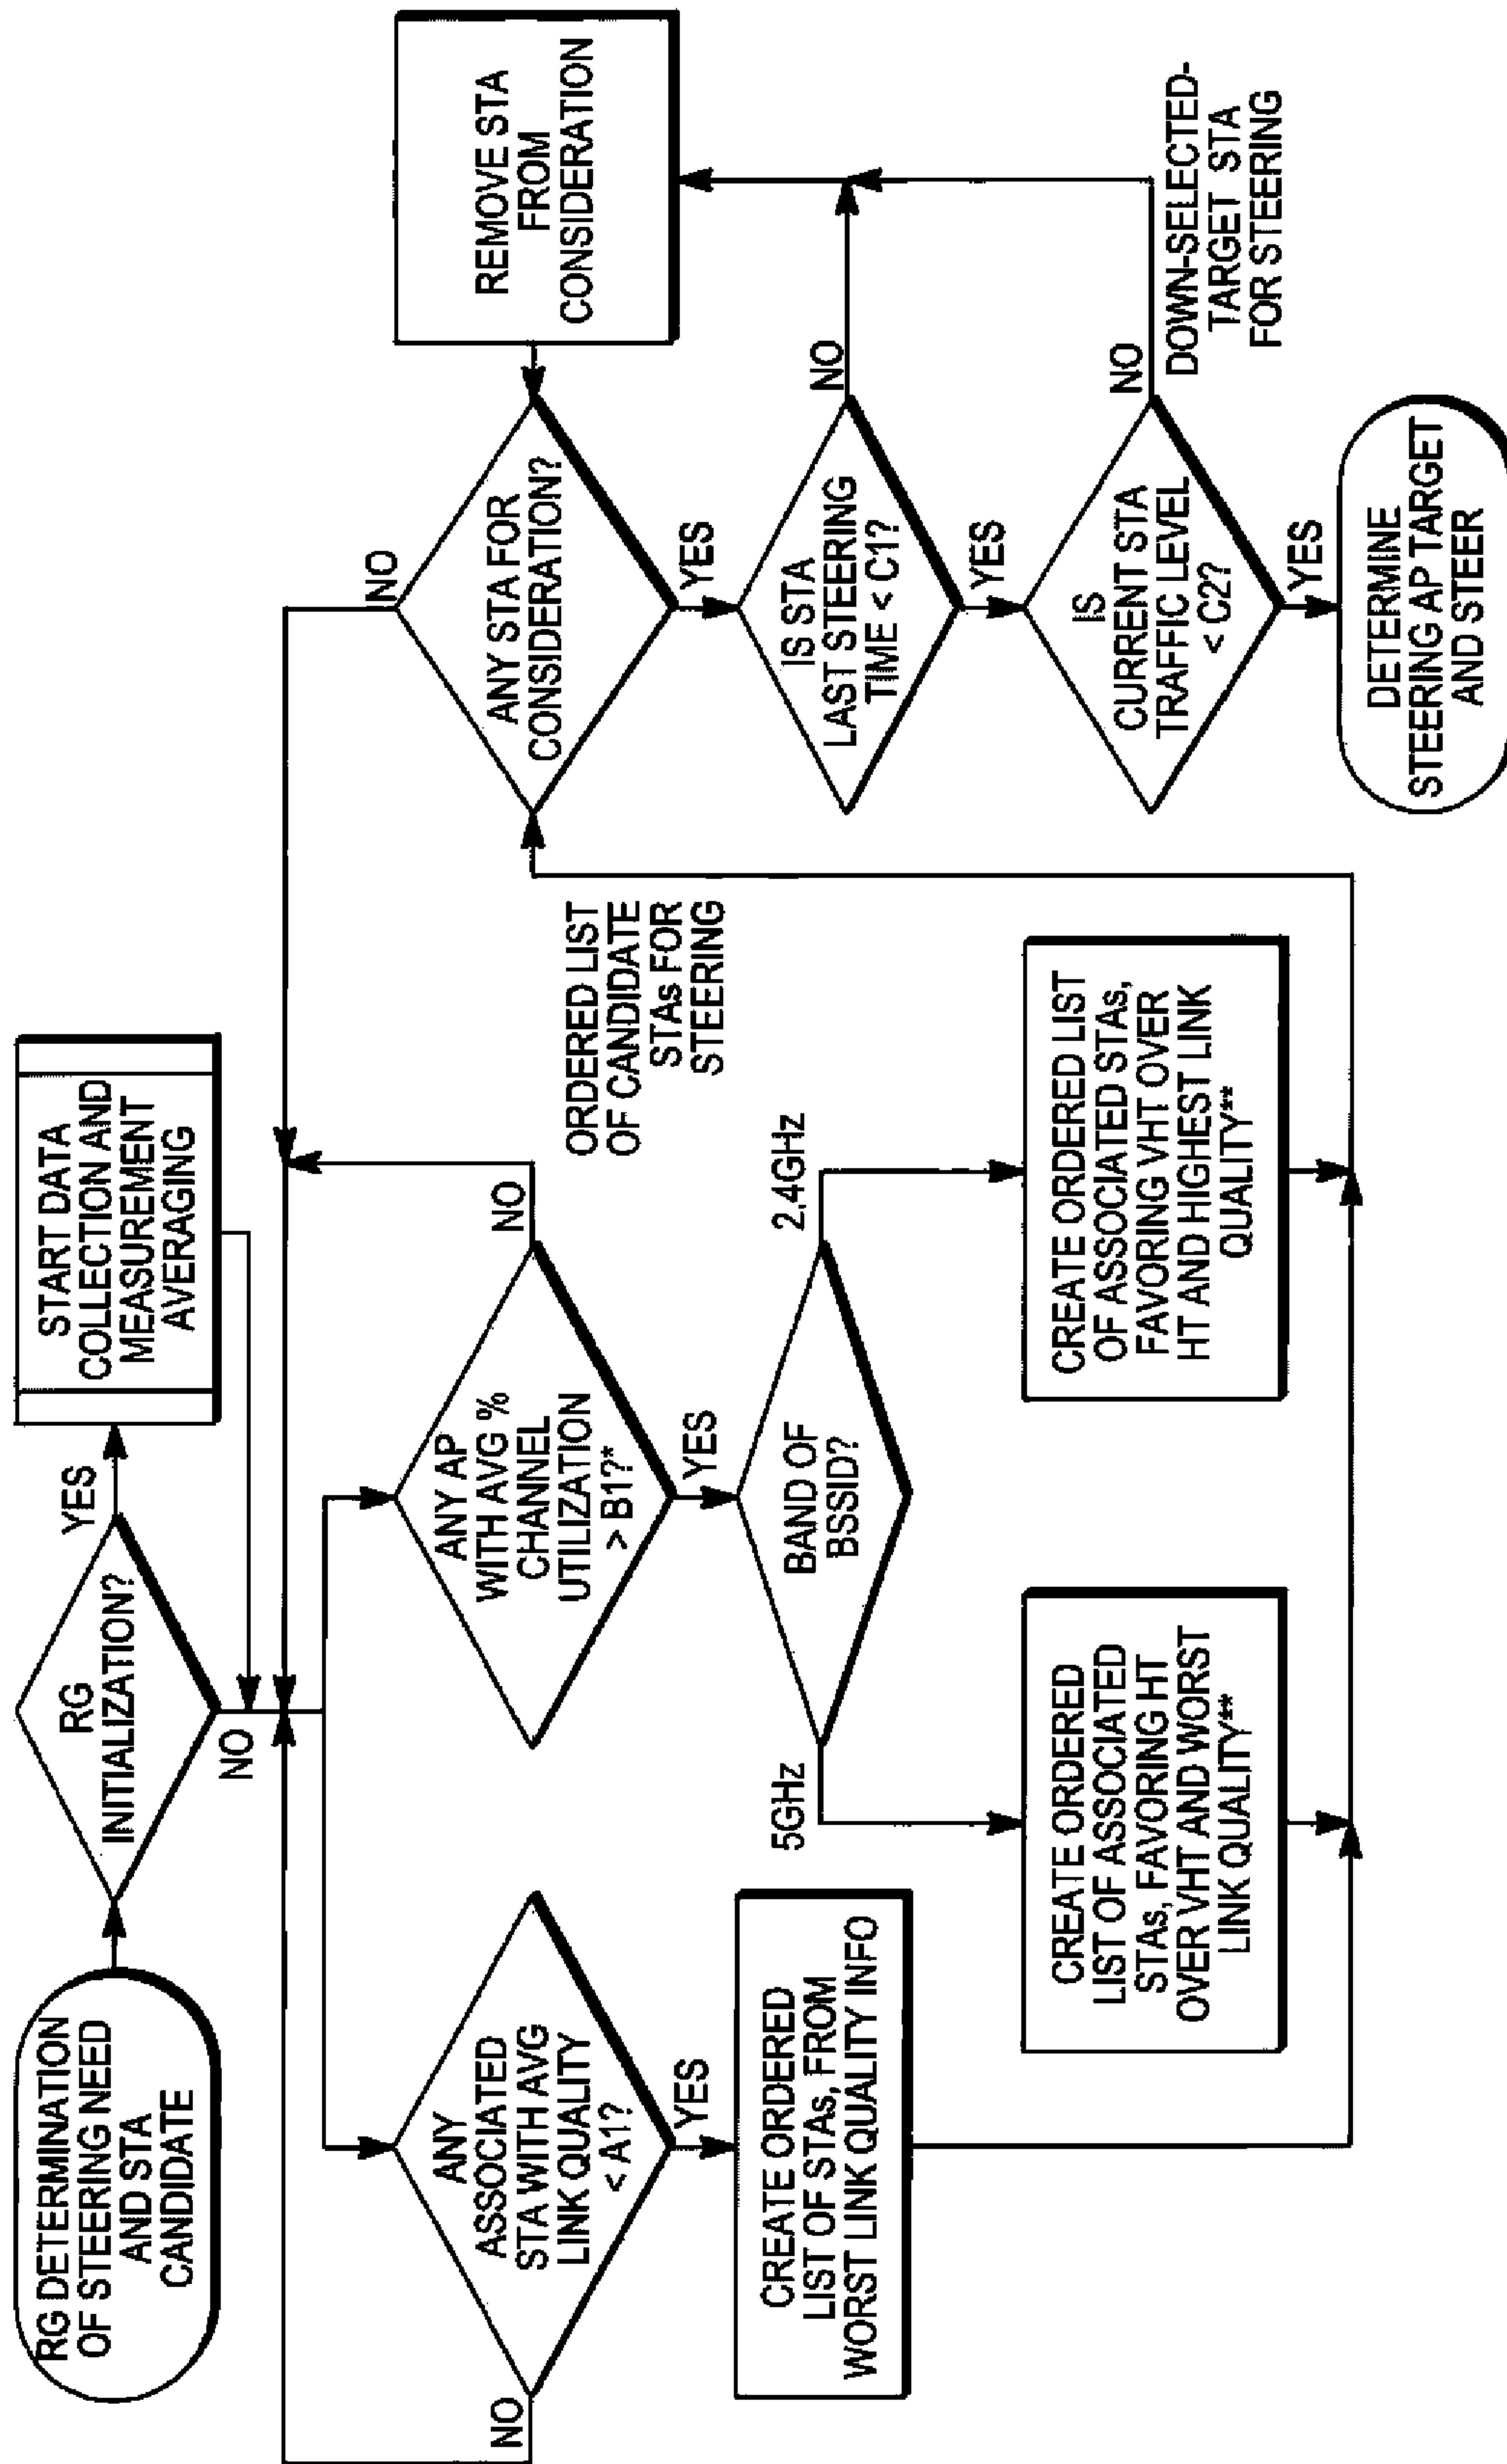 RG DETERMINATION
OF STEERING NEED
AND STA
CANDIDATE
RG
INITIALIZATION?
YES
NO
START DATA
COLLECTION AND
MEASUREMENT
AVERAGING
ANY
ASSOCIATED
STA WITH AVG
LINK QUALITY
< A1?
NO
YES
CREATE ORDERED
LIST OF STAs, FROM
WORST LINK QUALITY INFO
ANY AP
WITH AVG %
CHANNEL
UTILIZATION
> B1?*
NO
YES
BAND OF
BSSID?
5GHz
2.4GHz
CREATE ORDERED
LIST OF ASSOCIATED
STAs, FAVORING HT
OVER VHT AND WORST
LINK QUALITY**
CREATE ORDERED LIST
OF ASSOCIATED STAs,
FAVORING VHT OVER
HT AND HIGHEST LINK
QUALITY**
ORDERED LIST
OF CANDIDATE
STAs FOR
STEERING
ANY STA FOR
CONSIDERATION?
NO
YES
REMOVE STA
FROM
CONSIDERATION
IS STA
LAST STEERING
TIME < C1?
NO
YES
IS
CURRENT STA
TRAFFIC LEVEL
< C2?
NO
YES
DOWN-SELECTED-
TARGET STA
FOR STEERING
DETERMINE
STEERING AP TARGET
AND STEER